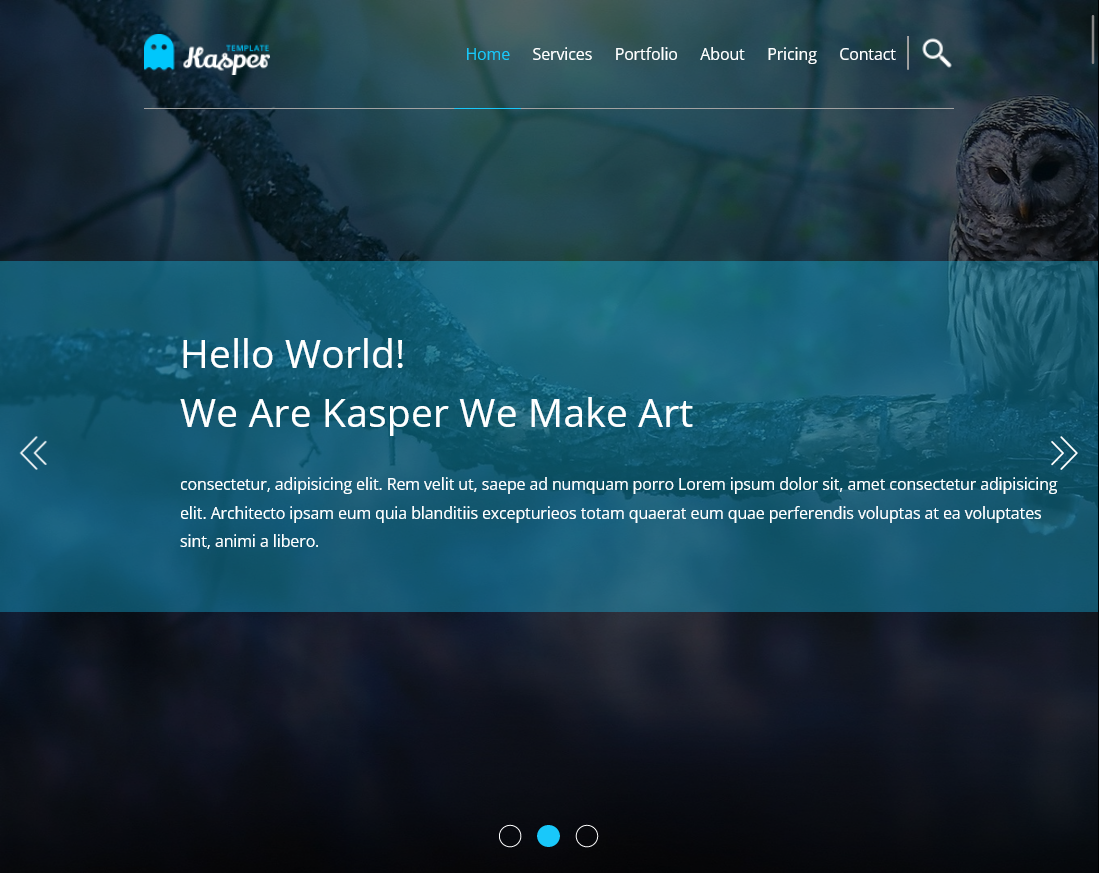 TEMPLATE
Kasper
Home Services Portfolio About Pricing Contact
Hello World!
We Are Kasper We Make Art
consectetur, adipisicing elit. Rem velit ut, saepe ad numquam porro Lorem ipsum dolor sit, amet consectetur adipisicing
elit. Architecto ipsam eum quia blanditiis excepturieos totam quaerat eum quae perferendis voluptas at ea voluptates
sint, animi a libero.